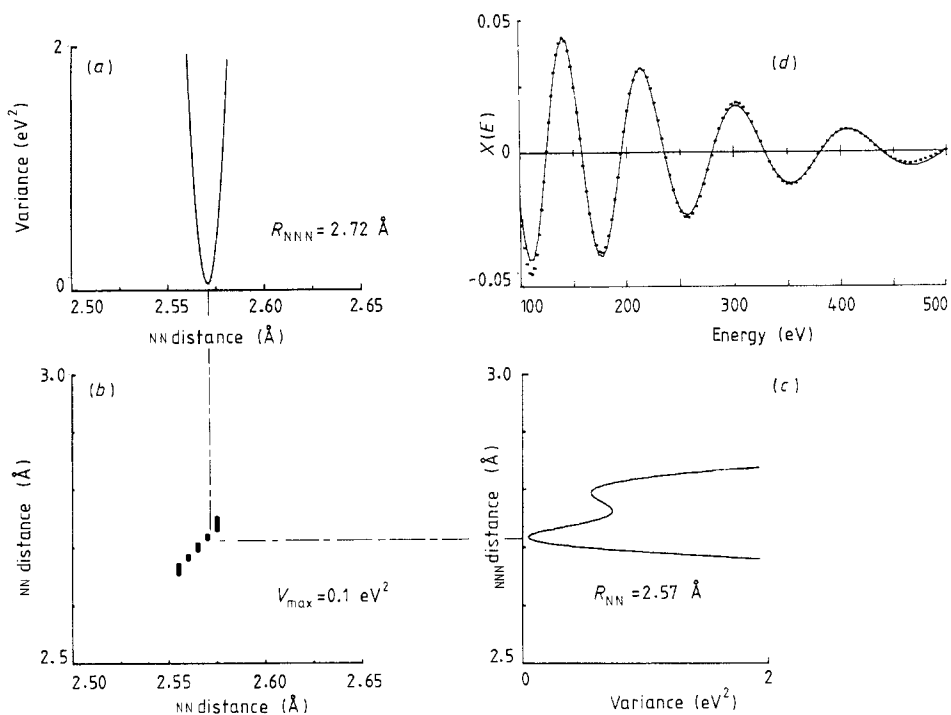 (a)
2
0
Variance (eV²)
R_NNN = 2.72 Å
2.50 2.55 2.60 2.65
NN distance (Å)
(d)
0.05
0
-0.05
X(E)
100 200 300 400 500
Energy (eV)
(b)
3.0
2.5
NN distance (Å)
V_max = 0.1 eV²
2.50 2.55 2.60 2.65
NN distance (Å)
(c)
3.0
2.5
NNN distance (Å)
R_NN = 2.57 Å
0 2
Variance (eV²)